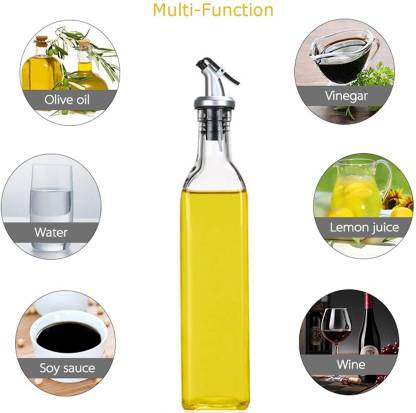 Multi-Function
Olive oil
Vinegar
Water
Lemon juice
Soy sauce
Wine